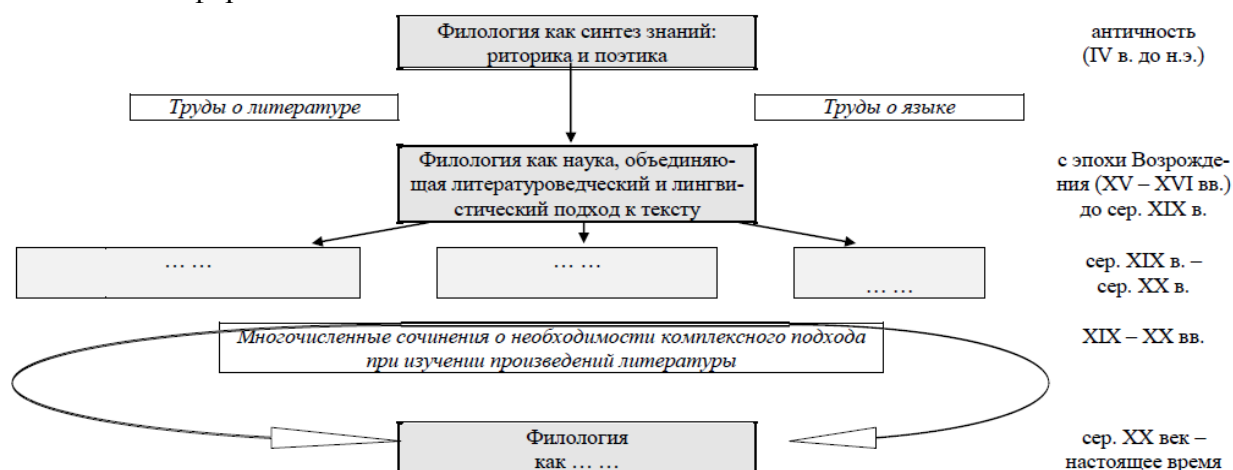 Филология как синтез знаний:
риторика и поэтика
античность
(IV в. до н.э.)
Труды о литературе
Труды о языке
Филология как наука, объединяю-
щая литературоведческий и лингви-
стический подход к тексту
с эпохи Возрожде-
ния (XV – XVI вв.)
до сер. XIX в.
… …
… …
… …
сер. XIX в. –
сер. XX в.
Многочисленные сочинения о необходимости комплексного подхода
при изучении произведений литературы
XIX – XX вв.
Филология
как … …
сер. XX век –
настоящее время